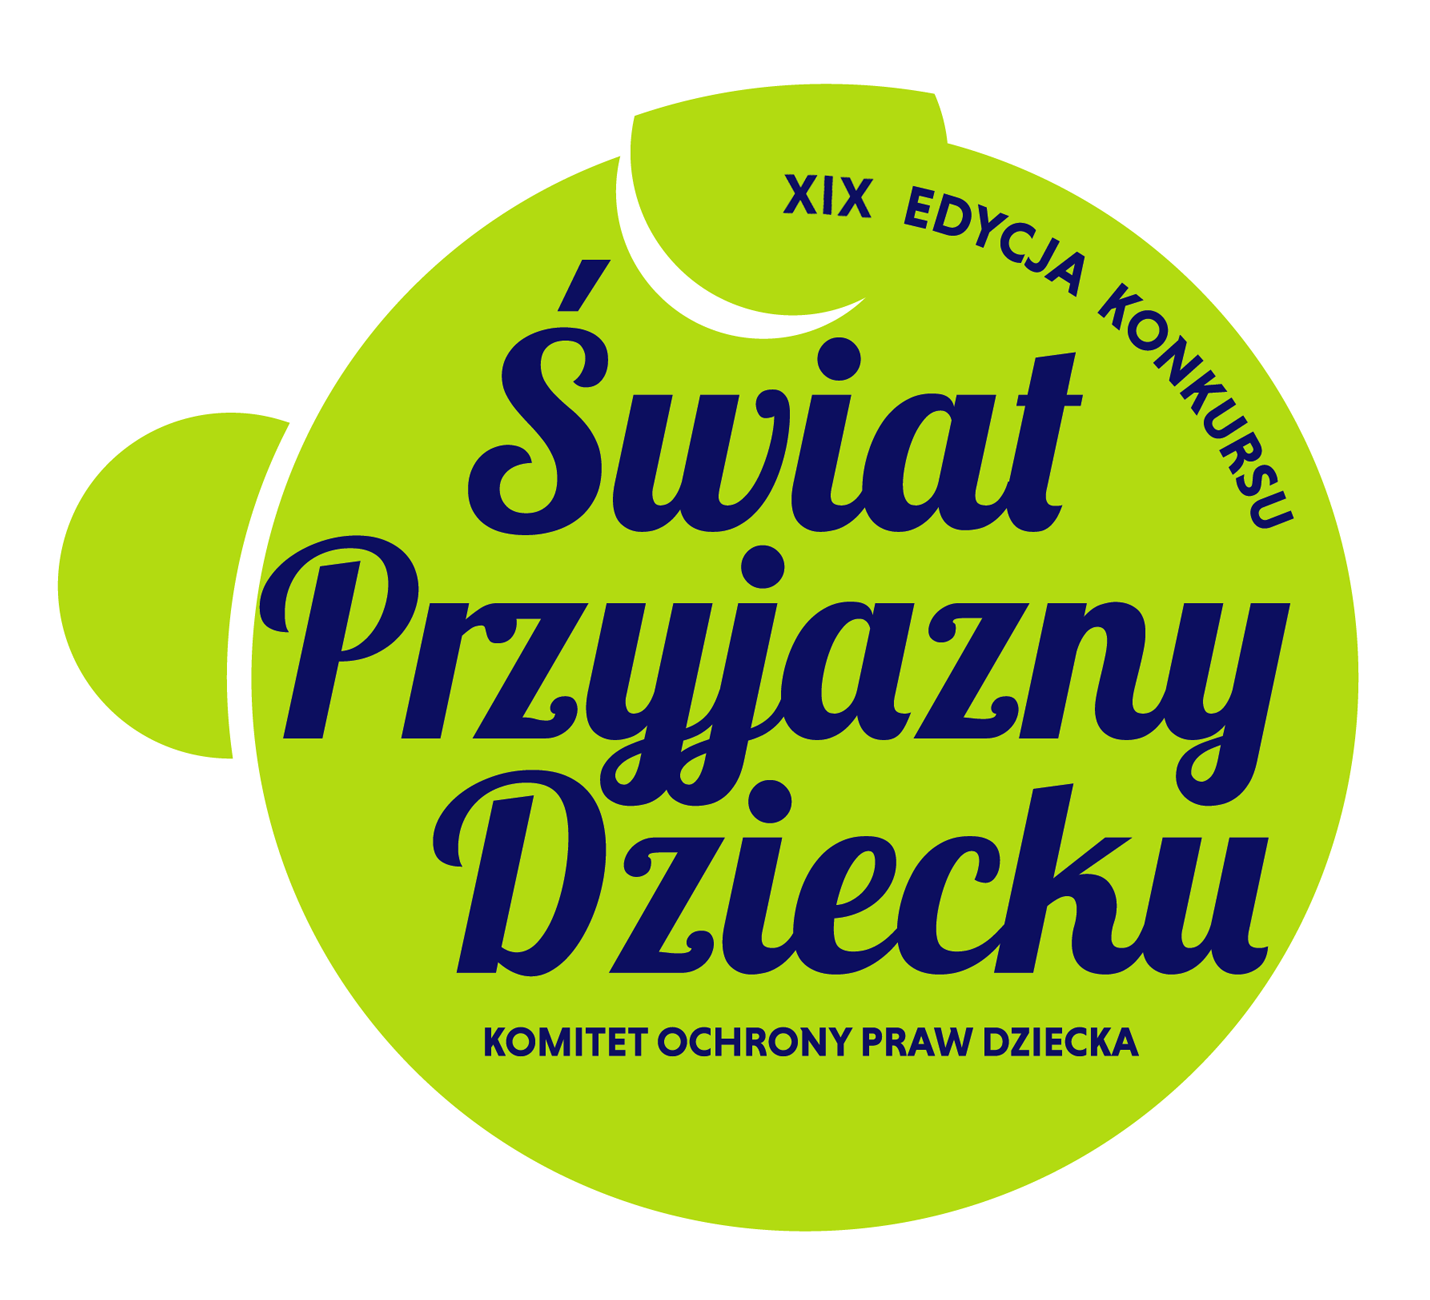 XIX EDYCJA KONKURSU
Świat
Przyjazny
Dziecku
KOMITET OCHRONY PRAW DZIECKA